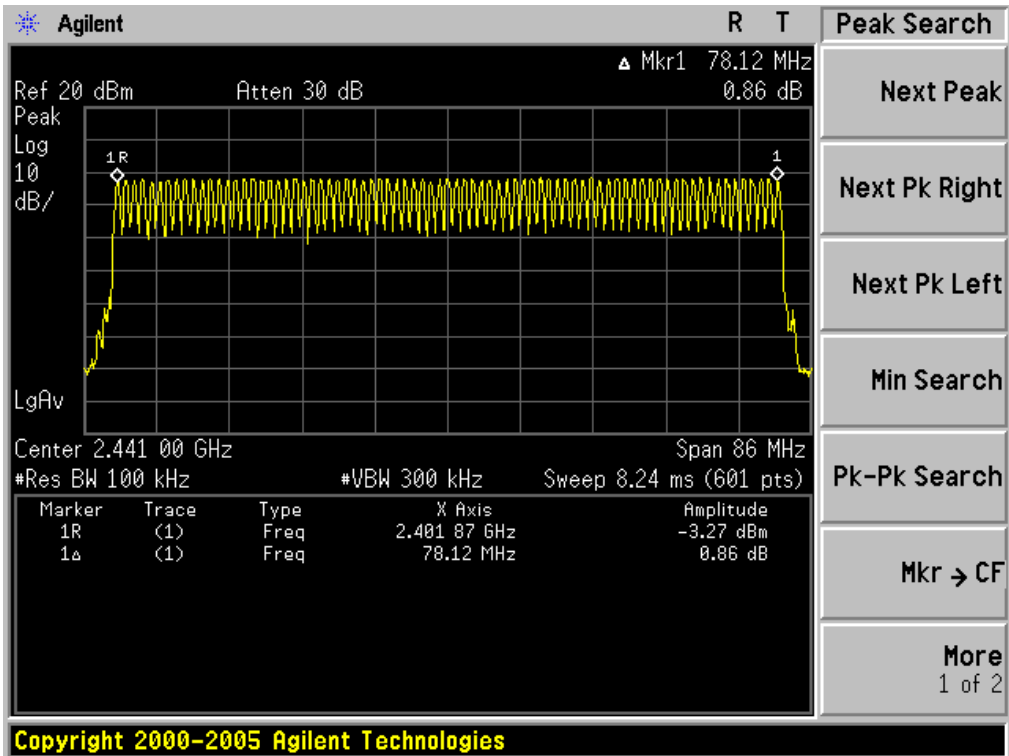 Agilent R T
Peak Search
Δ Mkr1 78.12 MHz
Ref 20 dBm Atten 30 dB 0.86 dB
Peak
Log
10
dB/
1R
1
LgAv
Center 2.441 00 GHz Span 86 MHz
#Res BW 100 kHz #VBW 300 kHz Sweep 8.24 ms (601 pts)
Marker Trace Type X Axis Amplitude
1R (1) Freq 2.401 87 GHz -3.27 dBm
1Δ (1) Freq 78.12 MHz 0.86 dB
Next Peak
Next Pk Right
Next Pk Left
Min Search
Pk-Pk Search
Mkr → CF
More
1 of 2
Copyright 2000-2005 Agilent Technologies